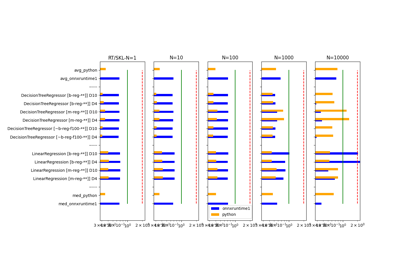 RT/SKL-N=1
N=10
N=100
N=1000
N=10000
avg_python
avg_onnxruntime1
------
DecisionTreeRegressor [b-reg-**)] D10
DecisionTreeRegressor [b-reg-**)] D4
DecisionTreeRegressor [m-reg-**)] D10
DecisionTreeRegressor [m-reg-**)] D4
DecisionTreeRegressor [~b-reg-f100-**)] D10
DecisionTreeRegressor [~b-reg-f100-**)] D4
------
LinearRegression [b-reg-**)] D10
LinearRegression [b-reg-**)] D4
LinearRegression [m-reg-**)] D10
LinearRegression [m-reg-**)] D4
------
med_python
med_onnxruntime1
onnxruntime1
python